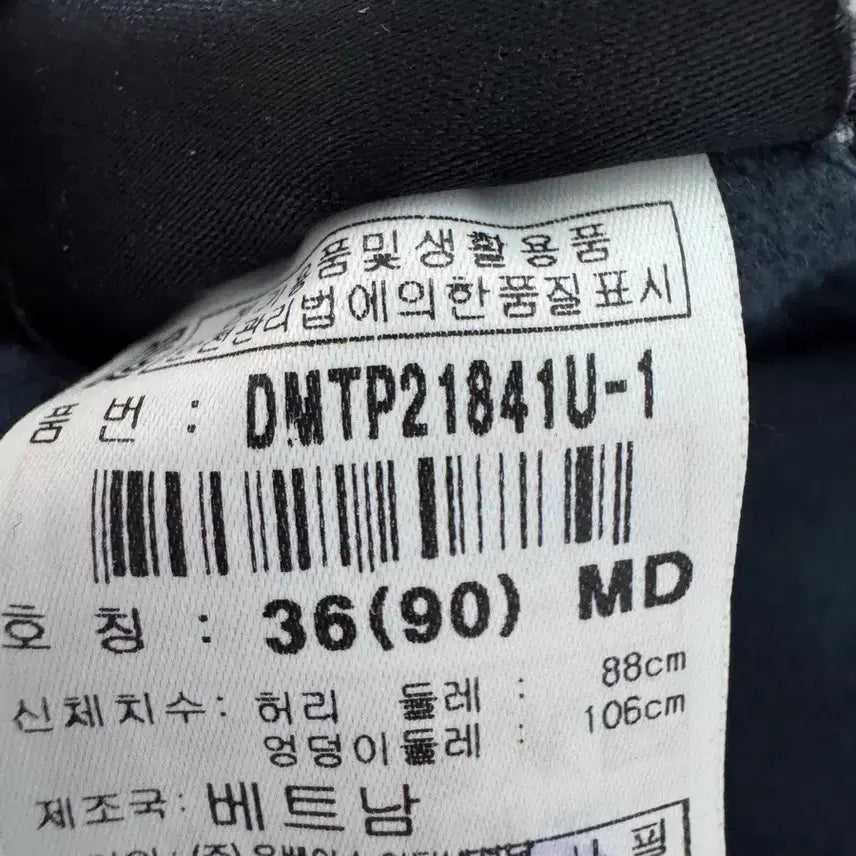 품및생활용품
관리법에의한품질표시
품 번 : DMTP21841U-1
호 칭 : 36(90) MD
신체치수: 허리 둘레 : 88cm
엉덩이둘레 : 106cm
제조국: 베트남